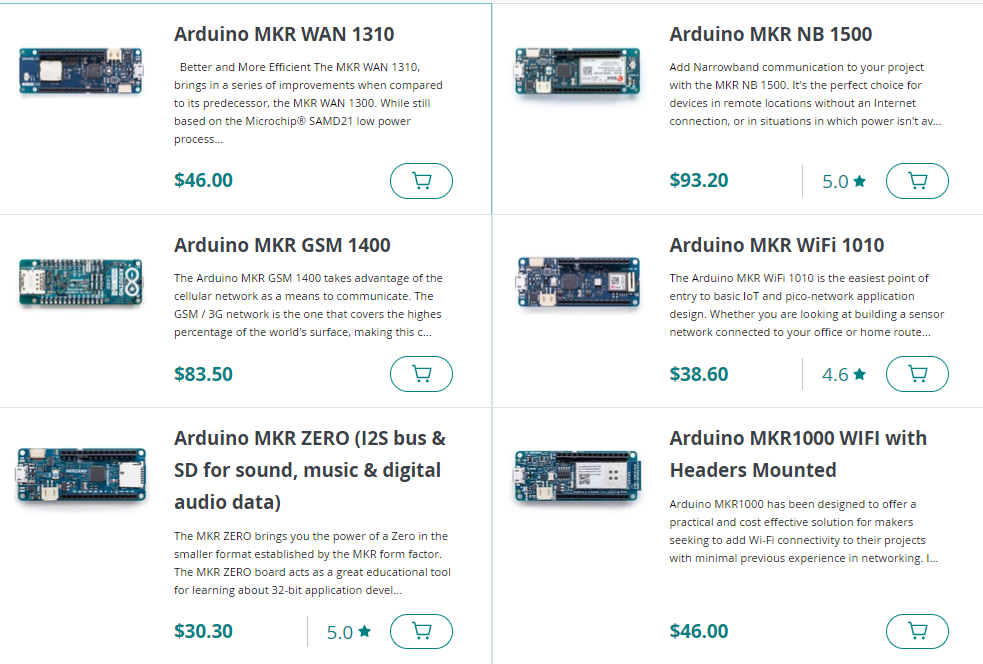 Arduino MKR WAN 1310
Better and More Efficient The MKR WAN 1310,
brings in a series of improvements when compared
to its predecessor, the MKR WAN 1300. While still
based on the Microchip® SAMD21 low power
process...
$46.00
Arduino MKR NB 1500
Add Narrowband communication to your project
with the MKR NB 1500. It's the perfect choice for
devices in remote locations without an Internet
connection, or in situations in which power isn't av...
$93.20
5.0
Arduino MKR GSM 1400
The Arduino MKR GSM 1400 takes advantage of the
cellular network as a means to communicate. The
GSM / 3G network is the one that covers the highes
percentage of the world's surface, making this c...
$83.50
Arduino MKR WiFi 1010
The Arduino MKR WiFi 1010 is the easiest point of
entry to basic IoT and pico-network application
design. Whether you are looking at building a sensor
network connected to your office or home route...
$38.60
4.6
Arduino MKR ZERO (I2S bus &
SD for sound, music & digital
audio data)
The MKR ZERO brings you the power of a Zero in the
smaller format established by the MKR form factor.
The MKR ZERO board acts as a great educational tool
for learning about 32-bit application devel...
$30.30
5.0
Arduino MKR1000 WIFI with
Headers Mounted
Arduino MKR1000 has been designed to offer a
practical and cost effective solution for makers
seeking to add Wi-Fi connectivity to their projects
with minimal previous experience in networking. I...
$46.00